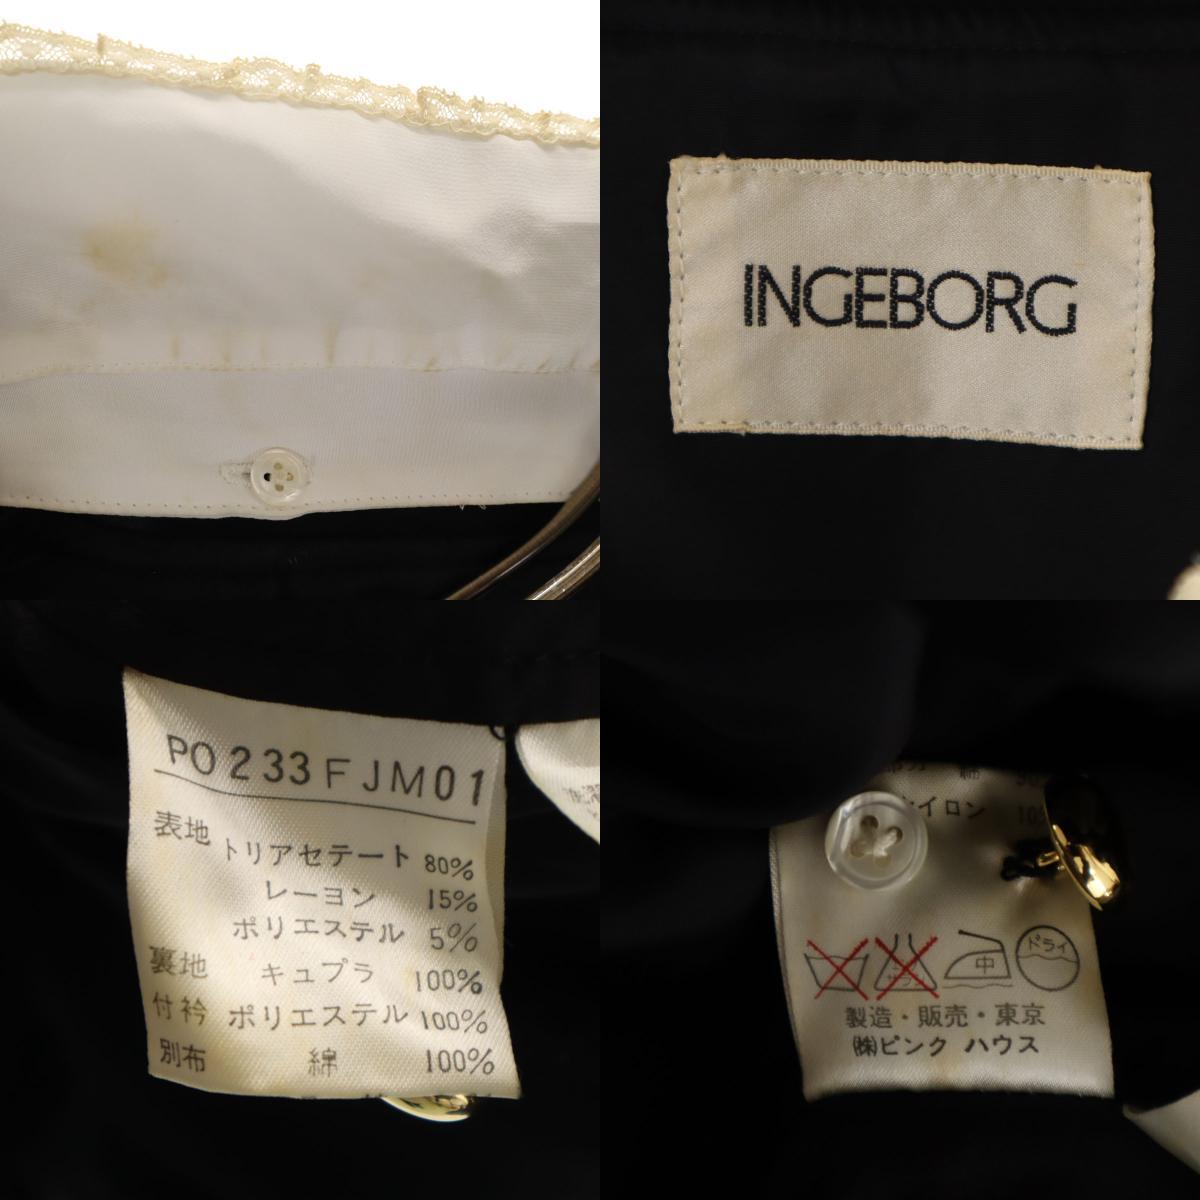 INGEBORG
PO233FJM01
表地 トリアセテート 80%
レーヨン 15%
ポリエステル 5%
裏地 キュプラ 100%
付衿 ポリエステル 100%
別布 綿 100%
綿
イロン 10
中 ドライ
製造・販売・東京
㈱ピンク ハウス